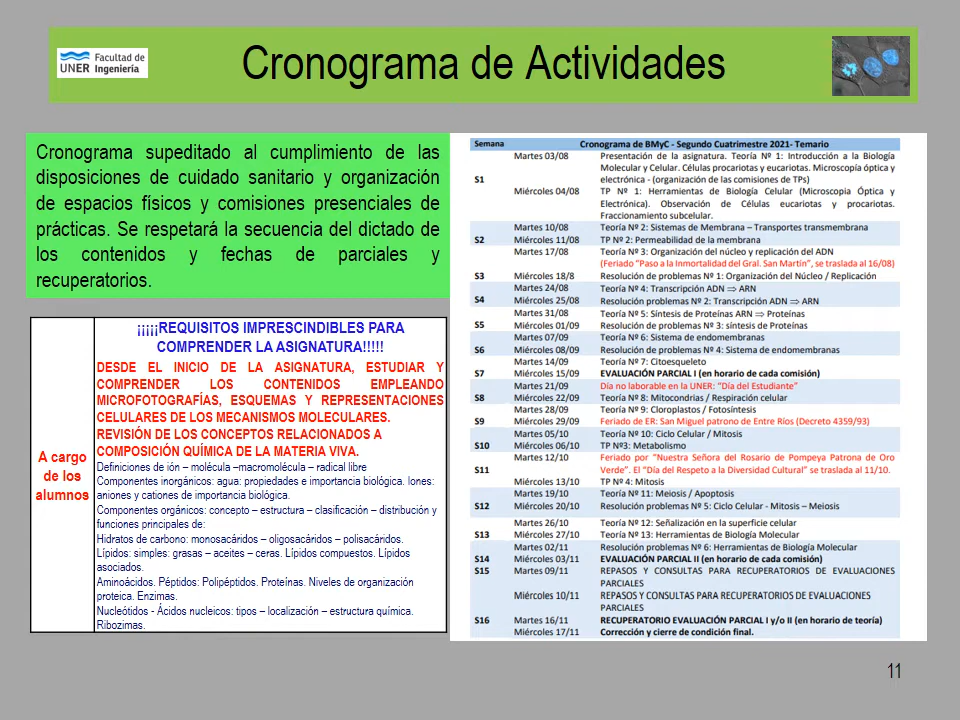 Facultad de
UNER Ingeniería
Cronograma de Actividades
Cronograma supeditado al cumplimiento de las
disposiciones de cuidado sanitario y organización
de espacios físicos y comisiones presenciales de
prácticas. Se respetará la secuencia del dictado de
los contenidos y fechas de parciales y
recuperatorios.
A cargo
de los
alumnos
¡¡¡¡¡REQUISITOS IMPRESCINDIBLES PARA
COMPRENDER LA ASIGNATURA!!!!!
DESDE EL INICIO DE LA ASIGNATURA, ESTUDIAR Y
COMPRENDER LOS CONTENIDOS EMPLEANDO
MICROFOTOGRAFÍAS, ESQUEMAS Y REPRESENTACIONES
CELULARES DE LOS MECANISMOS MOLECULARES.
REVISIÓN DE LOS CONCEPTOS RELACIONADOS A
COMPOSICIÓN QUÍMICA DE LA MATERIA VIVA.
Definiciones de ión – molécula –macromolécula – radical libre
Componentes inorgánicos: agua: propiedades e importancia biológica. Iones:
aniones y cationes de importancia biológica.
Componentes orgánicos: concepto – estructura – clasificación – distribución y
funciones principales de:
Hidratos de carbono: monosacáridos – oligosacáridos – polisacáridos.
Lípidos: simples: grasas – aceites – ceras. Lípidos compuestos. Lípidos
asociados.
Aminoácidos. Péptidos: Polipéptidos. Proteínas. Niveles de organización
proteica. Enzimas.
Nucleótidos - Ácidos nucleicos: tipos – localización – estructura química.
Ribozimas.
Semana Cronograma de BMyC - Segundo Cuatrimestre 2021- Temario
Martes 03/08 Presentación de la asignatura. Teoría Nº 1: Introducción a la Biología
Molecular y Celular. Células procariotas y eucariotas. Microscopía óptica y
S1 electrónica - (organización de las comisiones de TPs)
Miércoles 04/08 TP Nº 1: Herramientas de Biología Celular (Microscopia Óptica y
Electrónica). Observación de Células eucariotas y procariotas.
Fraccionamiento subcelular.
Martes 10/08 Teoría Nº 2: Sistemas de Membrana – Transportes transmembrana
S2 Miércoles 11/08 TP Nº 2: Permeabilidad de la membrana
Martes 17/08 Teoría Nº 3: Organización del núcleo y replicación del ADN
(Feriado "Paso a la Inmortalidad del Gral. San Martín", se traslada al 16/08)
S3 Miércoles 18/8 Resolución de problemas Nº 1: Organización del Núcleo / Replicación
Martes 24/08 Teoría Nº 4: Transcripción ADN ⇒ ARN
S4 Miércoles 25/08 Resolución problemas Nº 2: Transcripción ADN ⇒ ARN
Martes 31/08 Teoría Nº 5: Síntesis de Proteínas ARN ⇒ Proteínas
S5 Miércoles 01/09 Resolución de problemas Nº 3: síntesis de Proteínas
Martes 07/09 Teoría Nº 6: Sistema de endomembranas
S6 Miércoles 08/09 Resolución de problemas Nº 4: Sistema de endomembranas
Martes 14/09 Teoría Nº 7: Citoesqueleto
S7 Miércoles 15/09 EVALUACIÓN PARCIAL I (en horario de cada comisión)
Martes 21/09 Día no laborable en la UNER: "Día del Estudiante"
S8 Miércoles 22/09 Teoría Nº 8: Mitocondrias / Respiración celular
Martes 28/09 Teoría Nº 9: Cloroplastos / Fotosíntesis
S9 Miércoles 29/09 Feriado de ER: San Miguel patrono de Entre Ríos (Decreto 4359/93)
Martes 05/10 Teoría Nº 10: Ciclo Celular / Mitosis
S10 Miércoles 06/10 TP Nº3: Metabolismo
Martes 12/10 Feriado por "Nuestra Señora del Rosario de Pompeya Patrona de Oro
S11 Verde". El "Día del Respeto a la Diversidad Cultural" se traslada al 11/10.
Miércoles 13/10 TP Nº 4: Mitosis
Martes 19/10 Teoría Nº 11: Meiosis / Apoptosis
S12 Miércoles 20/10 Resolución de problemas Nº 5: Ciclo Celular - Mitosis – Meiosis
Martes 26/10 Teoría Nº 12: Señalización en la superficie celular
S13 Miércoles 27/10 Teoría Nº 13: Herramientas de Biología Molecular
Martes 02/11 Resolución problemas Nº 6: Herramientas de Biología Molecular
S14 Miércoles 03/11 EVALUACIÓN PARCIAL II (en horario de cada comisión)
S15 Martes 09/11 REPASOS Y CONSULTAS PARA RECUPERATORIOS DE EVALUACIONES
PARCIALES
Miércoles 10/11 REPASOS Y CONSULTAS PARA RECUPERATORIOS DE EVALUACIONES
PARCIALES
S16 Martes 16/11 RECUPERATORIO EVALUACIÓN PARCIAL I y/o II (en horario de teoría)
Miércoles 17/11 Corrección y cierre de condición final.
11